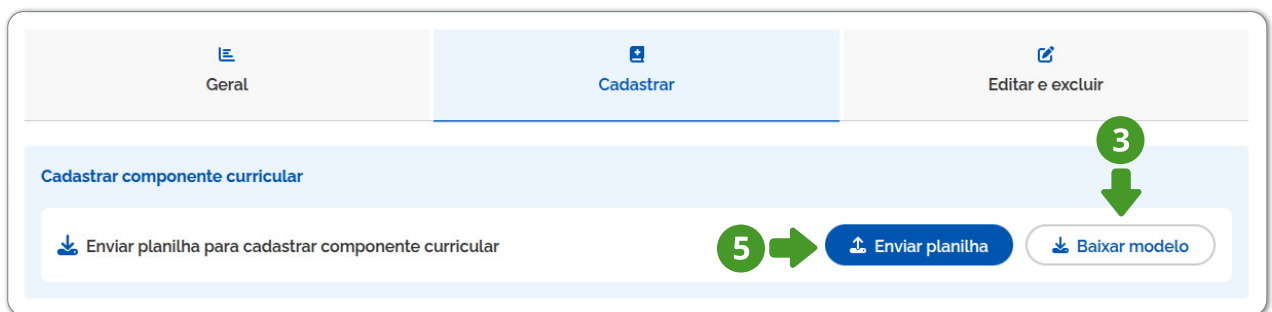 Geral
Cadastrar
Editar e excluir
3
Cadastrar componente curricular
Enviar planilha para cadastrar componente curricular
5
Enviar planilha
Baixar modelo